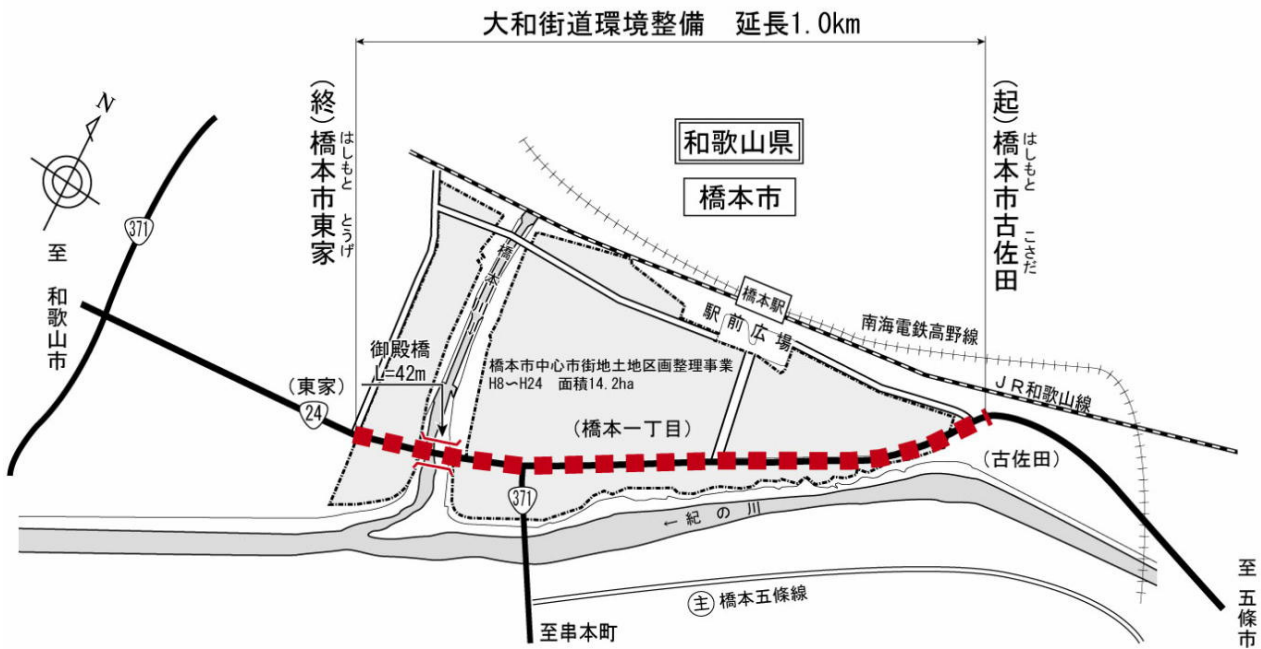 大和街道環境整備　延長1.0km
N
(終)橋本市東家
はしもと
とうげ
(起)橋本市古佐田
はしもと
こさだ
和歌山県
橋本市
371
至 和歌山市
橋本川
橋本駅
駅前広場
南海電鉄高野線
JR和歌山線
御殿橋
L=42m
橋本市中心市街地土地区画整理事業
H8～H24　面積14.2ha
(東家)
24
(橋本一丁目)
(古佐田)
371
←紀の川
主 橋本五條線
至串本町
至 五條市